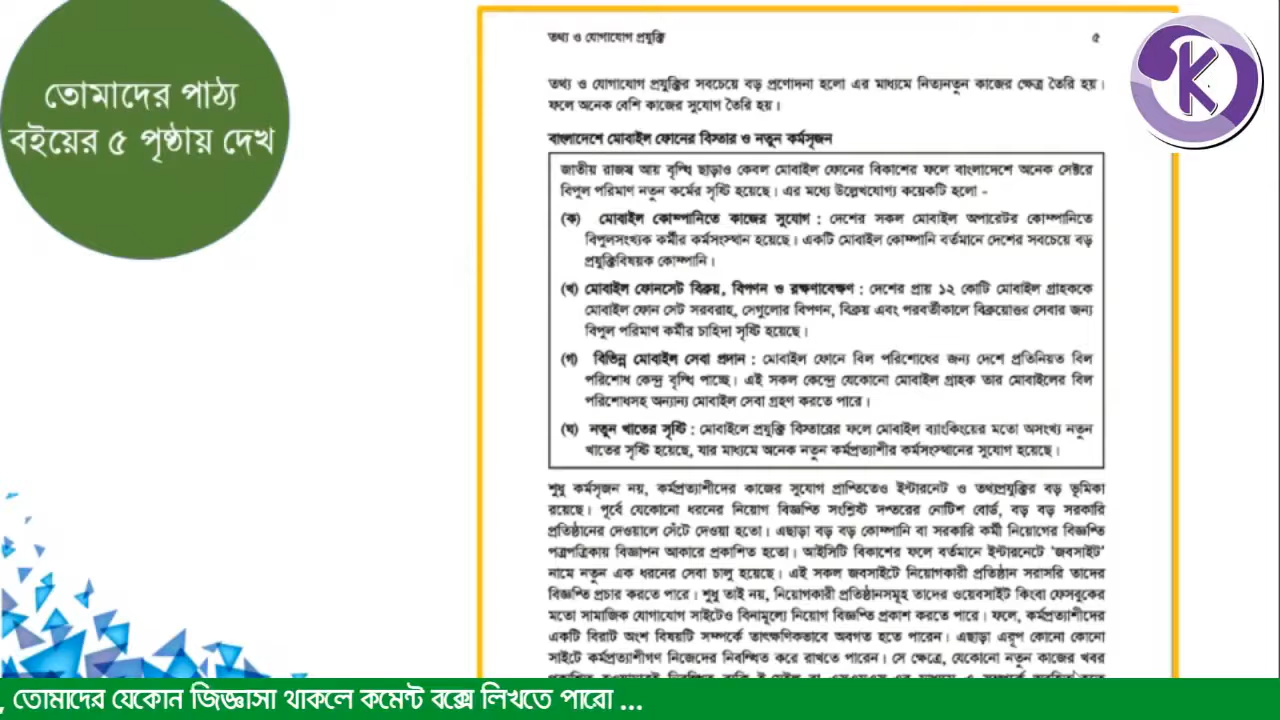 তোমাদের পাঠ্য
বইয়ের ৫ পৃষ্ঠায় দেখ
তথ্য ও যোগাযোগ প্রযুক্তি ৫
K
তথ্য ও যোগাযোগ প্রযুক্তির সবচেয়ে বড় প্রণোদনা হলো এর মাধ্যমে নিত্যনতুন কাজের ক্ষেত্র তৈরি হয়।
ফলে অনেক বেশি কাজের সুযোগ তৈরি হয়।
বাংলাদেশে মোবাইল ফোনের বিস্তার ও নতুন কর্মসৃজন
জাতীয় রাজস্ব আয় বৃদ্ধি ছাড়াও কেবল মোবাইল ফোনের বিকাশের ফলে বাংলাদেশে অনেক সেক্টরে
বিপুল পরিমাণ নতুন কর্মের সৃষ্টি হয়েছে। এর মধ্যে উল্লেখযোগ্য কয়েকটি হলো -
(ক) মোবাইল কোম্পানিতে কাজের সুযোগ : দেশের সকল মোবাইল অপারেটর কোম্পানিতে
বিপুলসংখ্যক কর্মীর কর্মসংস্থান হয়েছে। একটি মোবাইল কোম্পানি বর্তমানে দেশের সবচেয়ে বড়
প্রযুক্তিবিষয়ক কোম্পানি।
(খ) মোবাইল ফোনসেট বিক্রয়, বিপণন ও রক্ষণাবেক্ষণ : দেশের প্রায় ১২ কোটি মোবাইল গ্রাহককে
মোবাইল ফোন সেট সরবরাহ, সেগুলোর বিপণন, বিক্রয় এবং পরবর্তীকালে বিক্রয়োত্তর সেবার জন্য
বিপুল পরিমাণ কর্মীর চাহিদা সৃষ্টি হয়েছে।
(গ) বিভিন্ন মোবাইল সেবা প্রদান : মোবাইল ফোনে বিল পরিশোধের জন্য দেশে প্রতিনিয়ত বিল
পরিশোধ কেন্দ্র বৃদ্ধি পাচ্ছে। এই সকল কেন্দ্রে যেকোনো মোবাইল গ্রাহক তার মোবাইলের বিল
পরিশোধসহ অন্যান্য মোবাইল সেবা গ্রহণ করতে পারে।
(ঘ) নতুন খাতের সৃষ্টি : মোবাইলে প্রযুক্তি বিস্তারের ফলে মোবাইল ব্যাংকিংয়ের মতো অসংখ্য নতুন
খাতের সৃষ্টি হয়েছে, যার মাধ্যমে অনেক নতুন কর্মপ্রত্যাশীর কর্মসংস্থানের সুযোগ হয়েছে।
শুধু কর্মসৃজন নয়, কর্মপ্রত্যাশীদের কাজের সুযোগ প্রাপ্তিতেও ইন্টারনেট ও তথ্যপ্রযুক্তির বড় ভূমিকা
রয়েছে। পূর্বে যেকোনো ধরনের নিয়োগ বিজ্ঞপ্তি সংশ্লিষ্ট দপ্তরের নোটিশ বোর্ড, বড় বড় সরকারি
প্রতিষ্ঠানের দেওয়ালে সেঁটে দেওয়া হতো। এছাড়া বড় বড় কোম্পানি বা সরকারি কর্মী নিয়োগের বিজ্ঞপ্তি
পত্রপত্রিকায় বিজ্ঞাপন আকারে প্রকাশিত হতো। আইসিটি বিকাশের ফলে বর্তমানে ইন্টারনেটে 'জবসাইট'
নামে নতুন এক ধরনের সেবা চালু হয়েছে। এই সকল জবসাইটে নিয়োগকারী প্রতিষ্ঠান সরাসরি তাদের
বিজ্ঞপ্তি প্রচার করতে পারে। শুধু তাই নয়, নিয়োগকারী প্রতিষ্ঠানসমূহ তাদের ওয়েবসাইট কিংবা ফেসবুকের
মতো সামাজিক যোগাযোগ সাইটেও বিনামূল্যে নিয়োগ বিজ্ঞপ্তি প্রকাশ করতে পারে। ফলে, কর্মপ্রত্যাশীদের
একটি বিরাট অংশ বিষয়টি সম্পর্কে তাৎক্ষণিকভাবে অবগত হতে পারেন। এছাড়া এরূপ কোনো কোনো
সাইটে কর্মপ্রত্যাশীগণ নিজেদের নিবন্ধিত করে রাখতে পারেন। সে ক্ষেত্রে, যেকোনো নতুন কাজের খবর
, তোমাদের যেকোন জিজ্ঞাসা থাকলে কমেন্ট বক্সে লিখতে পারো ...